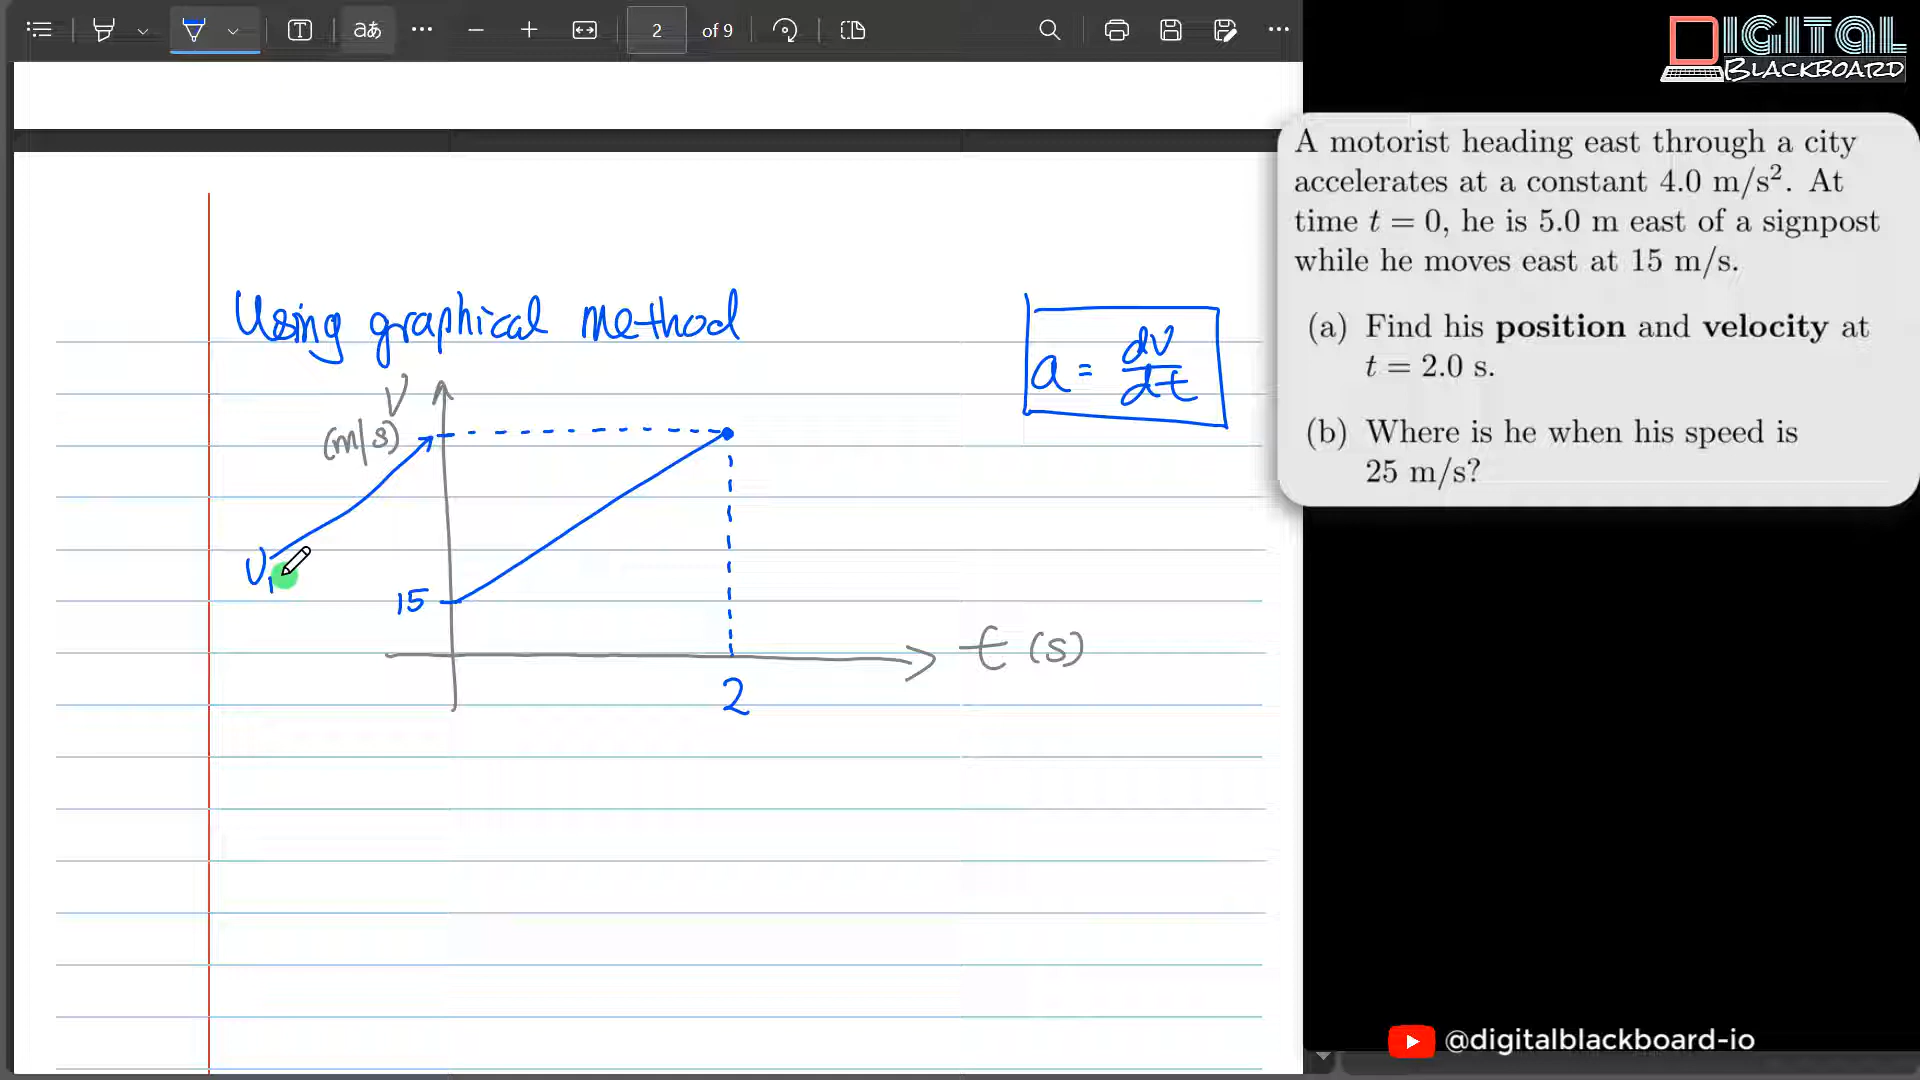 aあ
2 of 9
DIGITAL
BLACKBOARD
A motorist heading east through a city
accelerates at a constant 4.0 m/s². At
time t = 0, he is 5.0 m east of a signpost
while he moves east at 15 m/s.
(a) Find his position and velocity at
t = 2.0 s.
(b) Where is he when his speed is
25 m/s?
Using graphical method
a = dv/dt
V
(m/s)
V1
15
t (s)
2
@digitalblackboard-io